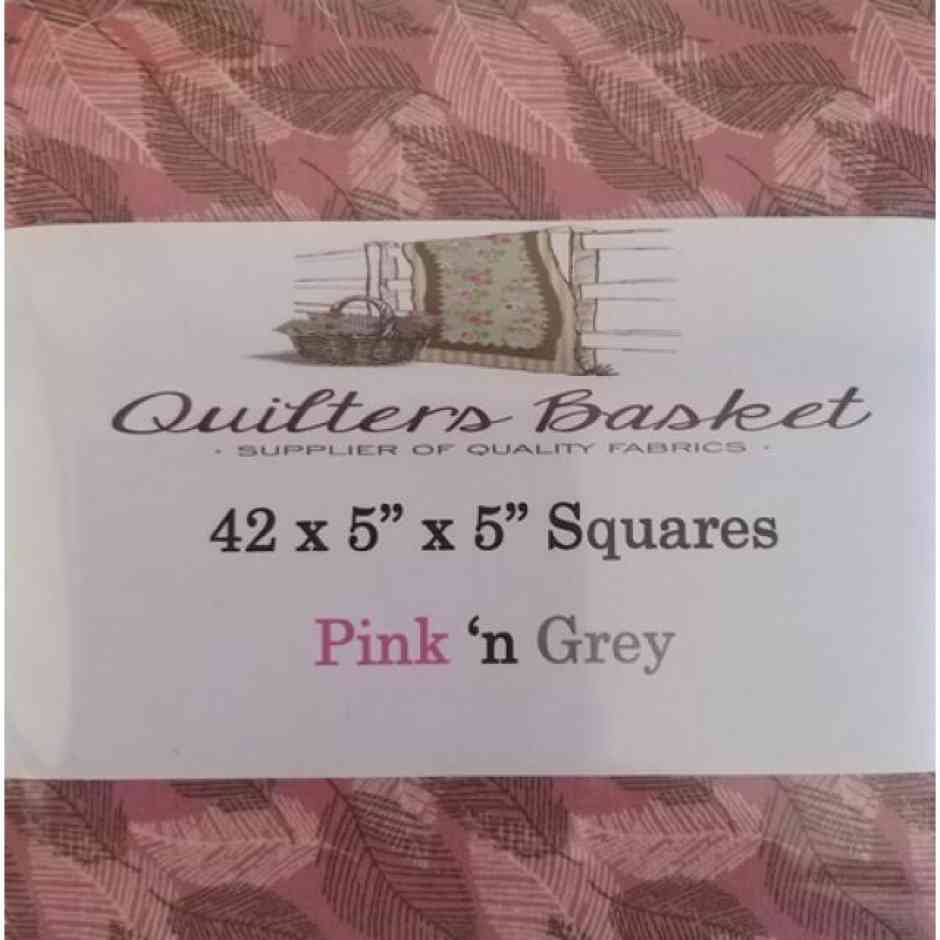 Quilters Basket
· SUPPLIER OF QUALITY FABRICS ·
42 x 5” x 5” Squares
Pink ‘n Grey